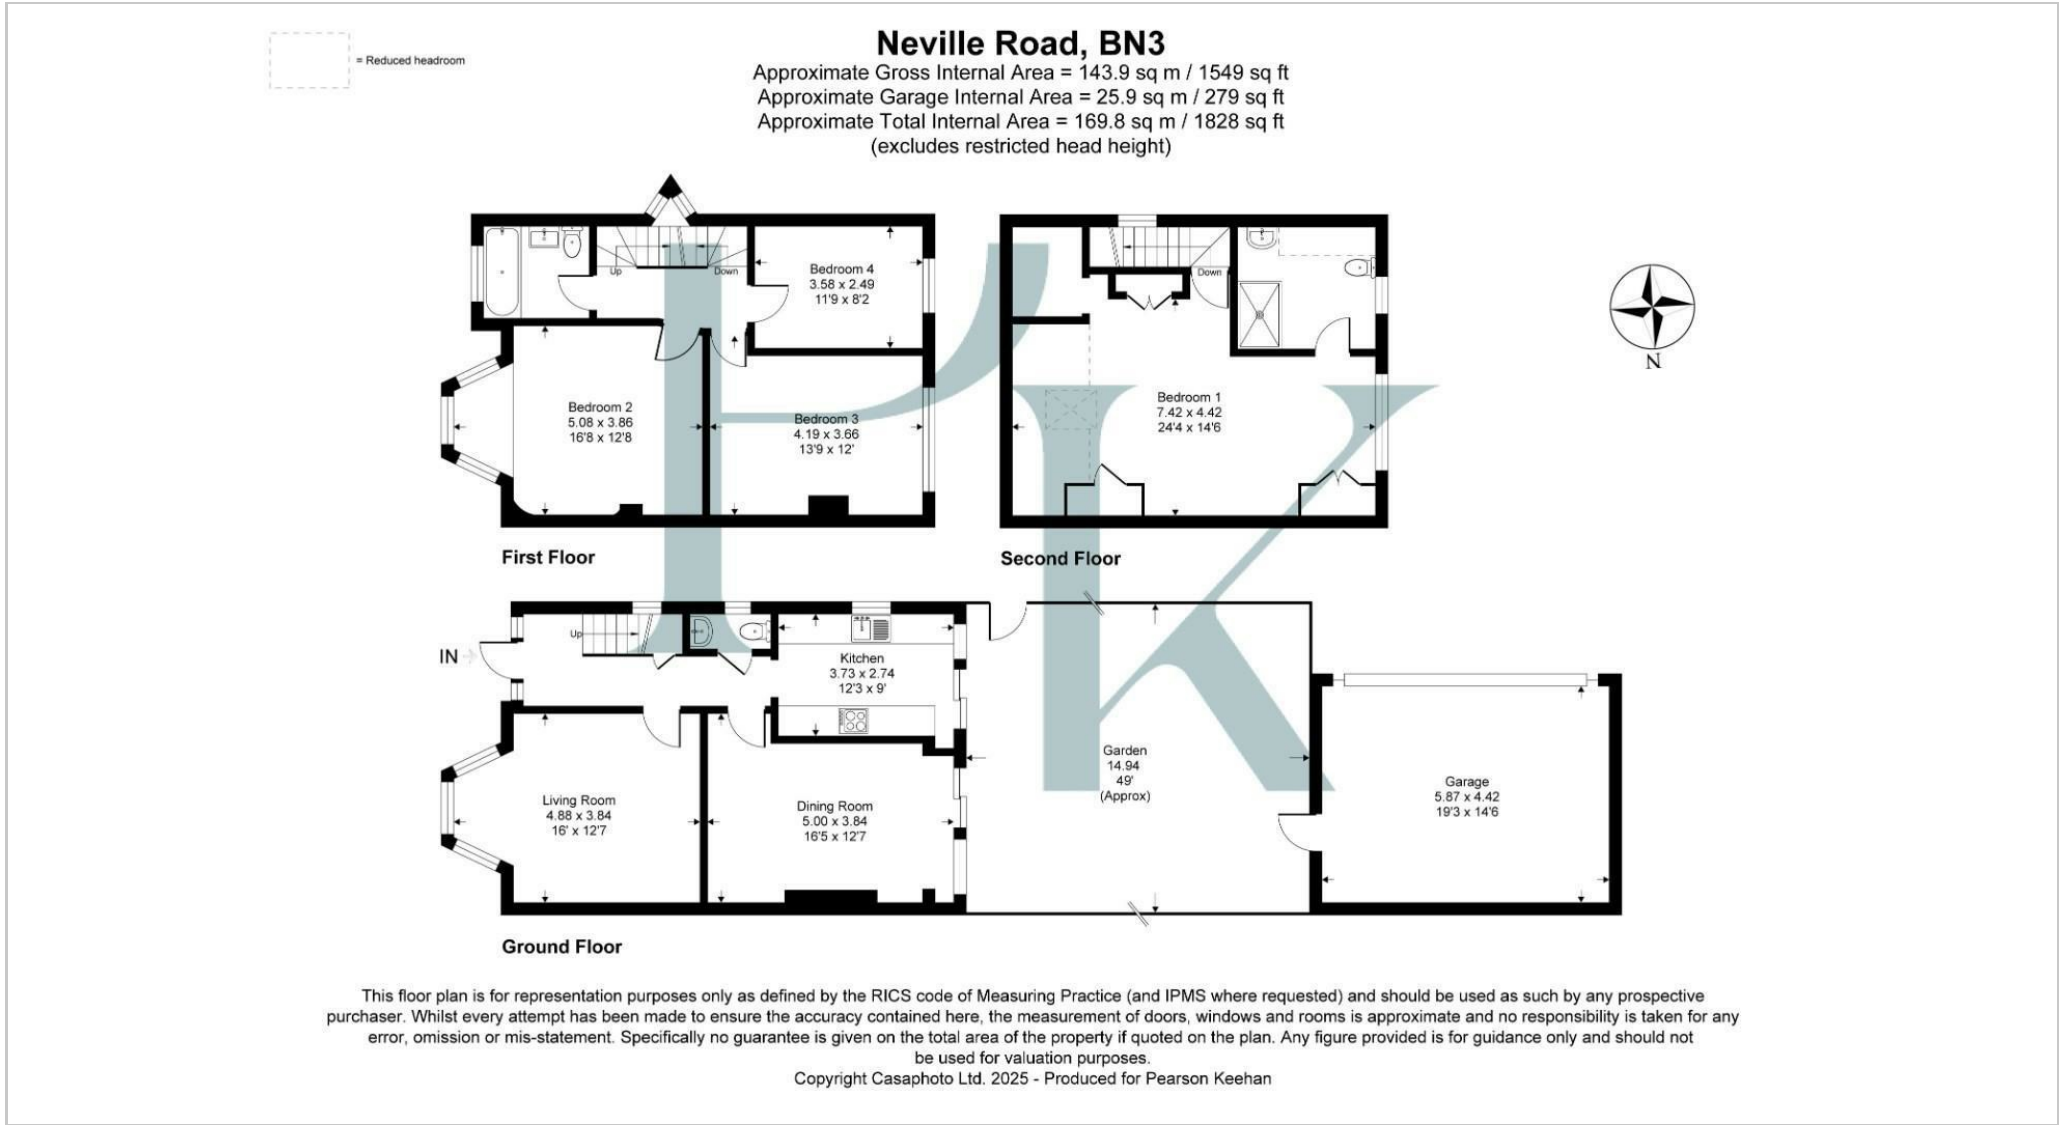 = Reduced headroom
Neville Road, BN3
Approximate Gross Internal Area = 143.9 sq m / 1549 sq ft
Approximate Garage Internal Area = 25.9 sq m / 279 sq ft
Approximate Total Internal Area = 169.8 sq m / 1828 sq ft
(excludes restricted head height)
Up
Down
Bedroom 4
3.58 x 2.49
11'9 x 8'2
Bedroom 2
5.08 x 3.86
16'8 x 12'8
Bedroom 3
4.19 x 3.66
13'9 x 12'
First Floor
Down
Bedroom 1
7.42 x 4.42
24'4 x 14'6
Second Floor
N
IN
Up
Kitchen
3.73 x 2.74
12'3 x 9'
Living Room
4.88 x 3.84
16' x 12'7
Dining Room
5.00 x 3.84
16'5 x 12'7
Garden
14.94
49'
(Approx)
Garage
5.87 x 4.42
19'3 x 14'6
Ground Floor
This floor plan is for representation purposes only as defined by the RICS code of Measuring Practice (and IPMS where requested) and should be used as such by any prospective
purchaser. Whilst every attempt has been made to ensure the accuracy contained here, the measurement of doors, windows and rooms is approximate and no responsibility is taken for any
error, omission or mis-statement. Specifically no guarantee is given on the total area of the property if quoted on the plan. Any figure provided is for guidance only and should not
be used for valuation purposes.
Copyright Casaphoto Ltd. 2025 - Produced for Pearson Keehan